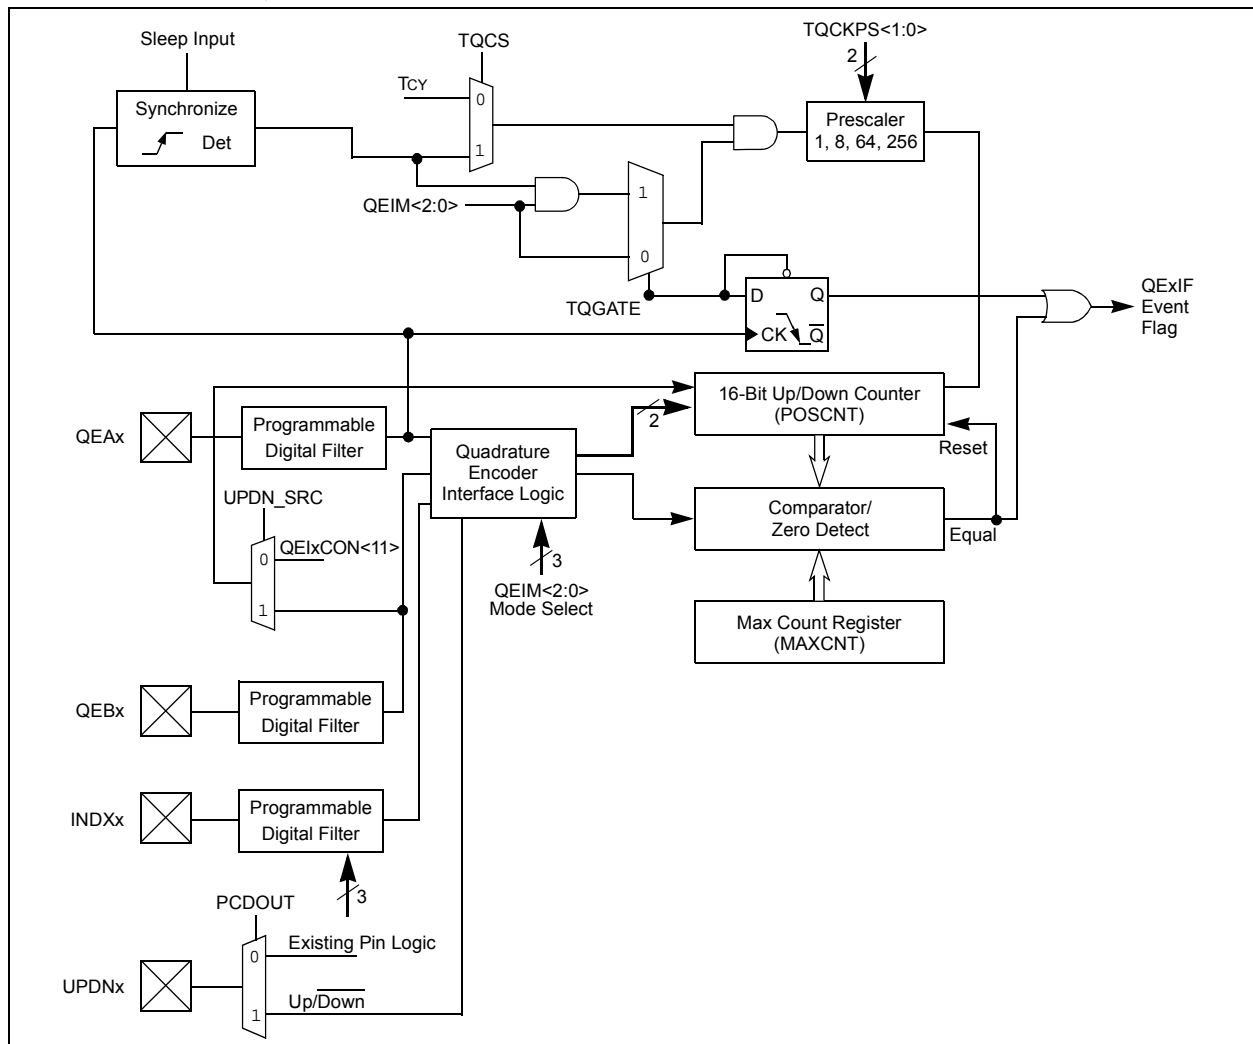 Sleep Input
TQCS
TQCKPS<1:0>
2
TCY
0
1
Synchronize
Det
Prescaler
1, 8, 64, 256
QEIM<2:0>
1
0
TQGATE
D
Q
CK
Q
QExIF
Event
Flag
QEAx
Programmable
Digital Filter
Quadrature
Encoder
Interface Logic
2
16-Bit Up/Down Counter
(POSCNT)
Reset
UPDN_SRC
QEIxCON<11>
0
1
Comparator/
Zero Detect
Equal
3
QEIM<2:0>
Mode Select
Max Count Register
(MAXCNT)
QEBx
Programmable
Digital Filter
INDXx
Programmable
Digital Filter
3
PCDOUT
Existing Pin Logic
0
UPDNx
Up/Down
1